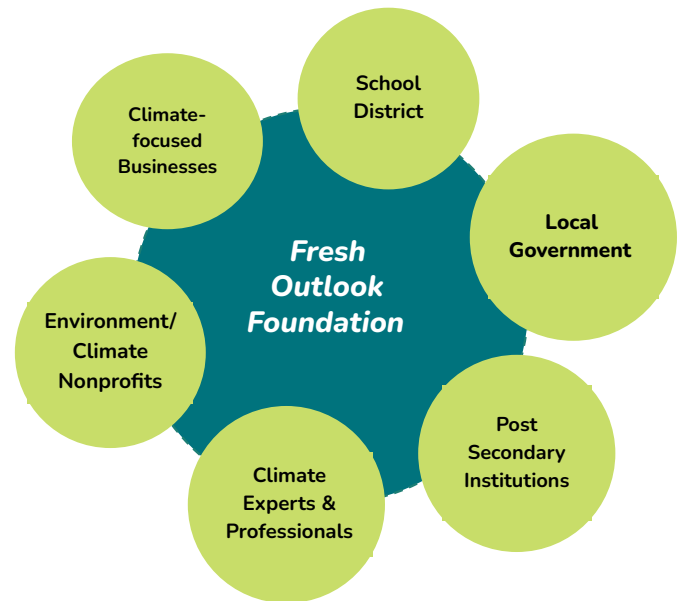 School
District
Climate-
focused
Businesses
Local
Government
Fresh
Outlook
Foundation
Environment/
Climate
Nonprofits
Post
Secondary
Institutions
Climate
Experts &
Professionals